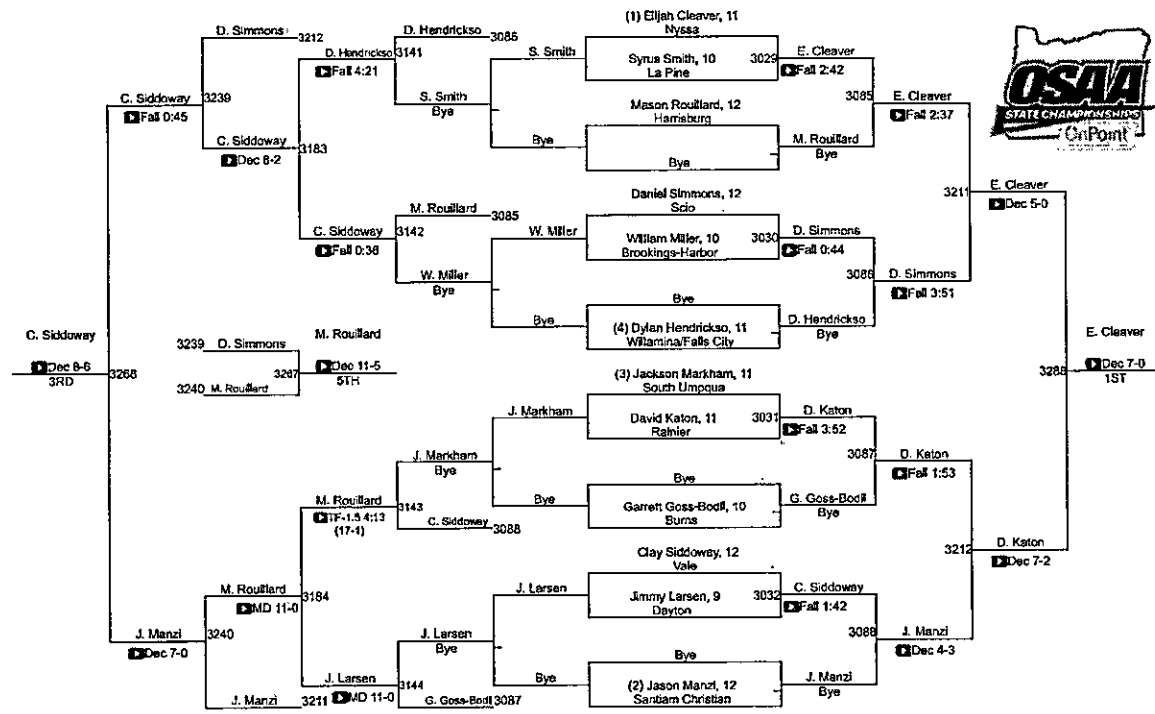 OSAA
STATE CHAMPIONSHIPS
OnPoint
C. Siddoway
Dec 8-6
3RD
3268
C. Siddoway
Fall 0:45
3239
J. Manzi
Dec 7-0
3240
D. Simmons
3212
C. Siddoway
Dec 6-2
3183
M. Rouillard
MD 11-0
3184
J. Manzi
3211
D. Hendrickso
Fall 4:21
3141
C. Siddoway
Fall 0:36
3142
3239
D. Simmons
3240
M. Rouillard
3267
M. Rouillard
Dec 11-5
5TH
M. Rouillard
TF-1.5 4:13
(17-1)
3143
J. Larsen
MD 11-0
3144
D. Hendrickso
3086
S. Smith
Bye
M. Rouillard
3085
W. Miller
Bye
J. Markham
Bye
C. Siddoway
3088
J. Larsen
Bye
G. Goss-Bodil
3087
S. Smith
Bye
W. Miller
Bye
J. Markham
Bye
J. Larsen
Bye
(1) Elijah Cleaver, 11
Nyssa
Syrus Smith, 10
La Pine
3029
Mason Rouillard, 12
Harrisburg
Bye
Daniel Simmons, 12
Scio
William Miller, 10
Brookings-Harbor
3030
Bye
(4) Dylan Hendrickso, 11
Willamina/Falls City
(3) Jackson Markham, 11
South Umpqua
David Katon, 11
Rainier
3031
Bye
Garrett Goss-Bodil, 10
Burns
Clay Siddoway, 12
Vale
Jimmy Larsen, 9
Dayton
3032
Bye
(2) Jason Manzi, 12
Santiam Christian
E. Cleaver
Fall 2:42
3085
M. Rouillard
Bye
D. Simmons
Fall 0:44
3086
D. Hendrickso
Bye
D. Katon
Fall 3:52
3087
G. Goss-Bodil
Bye
C. Siddoway
Fall 1:42
3088
J. Manzi
Bye
E. Cleaver
Fall 2:37
3211
D. Simmons
Fall 3:51
D. Katon
Fall 1:53
3212
J. Manzi
Dec 4-3
E. Cleaver
Dec 5-0
3288
D. Katon
Dec 7-2
E. Cleaver
Dec 7-0
1ST